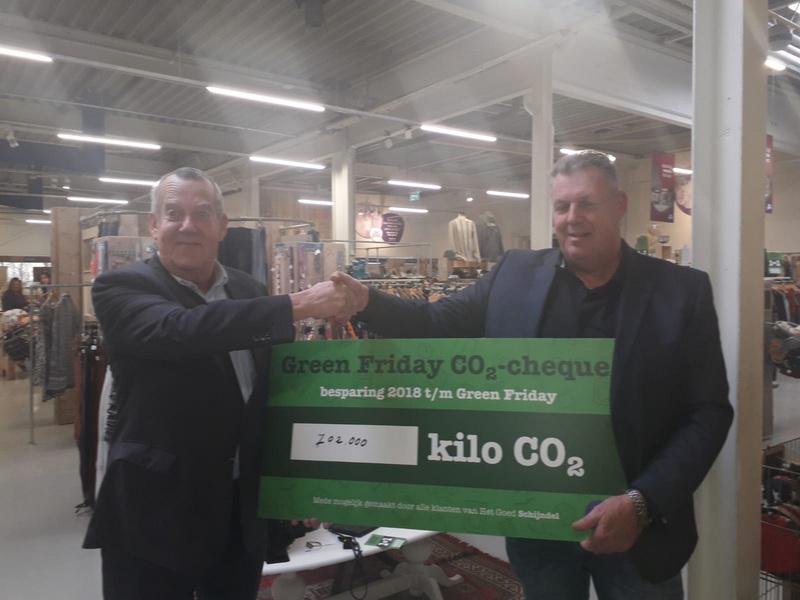 Green Friday CO₂-cheque
besparing 2018 t/m Green Friday
702.000 kilo CO₂
Mede mogelijk gemaakt door alle klanten van Het Goed Schijndel